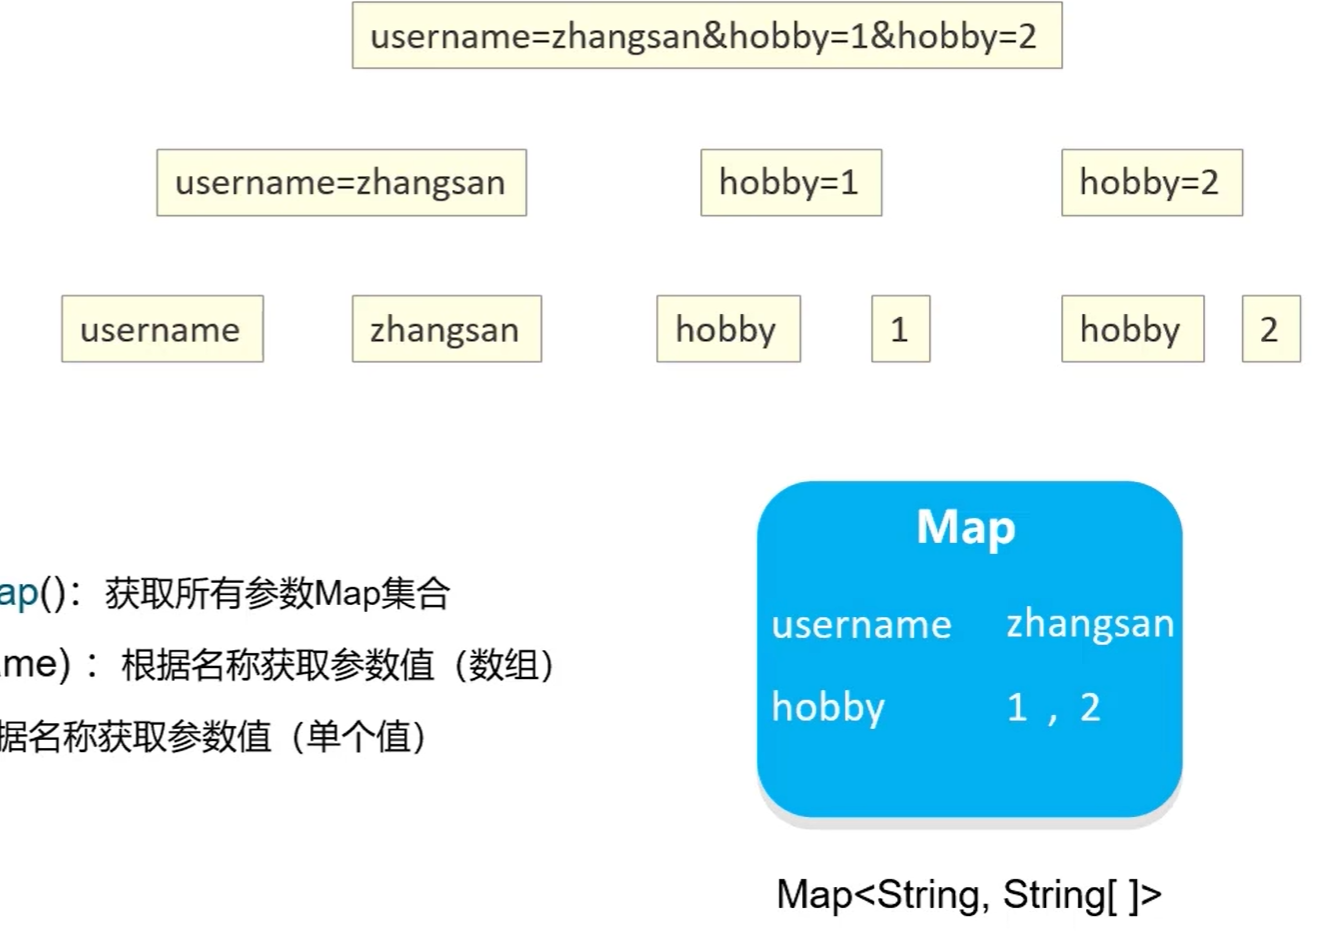 username=zhangsan&hobby=1&hobby=2
username=zhangsan hobby=1 hobby=2
username zhangsan hobby 1 hobby 2
Map
username zhangsan
hobby 1 , 2
ap()：获取所有参数Map集合
me)：根据名称获取参数值（数组）
据名称获取参数值（单个值）
Map<String, String[ ]>